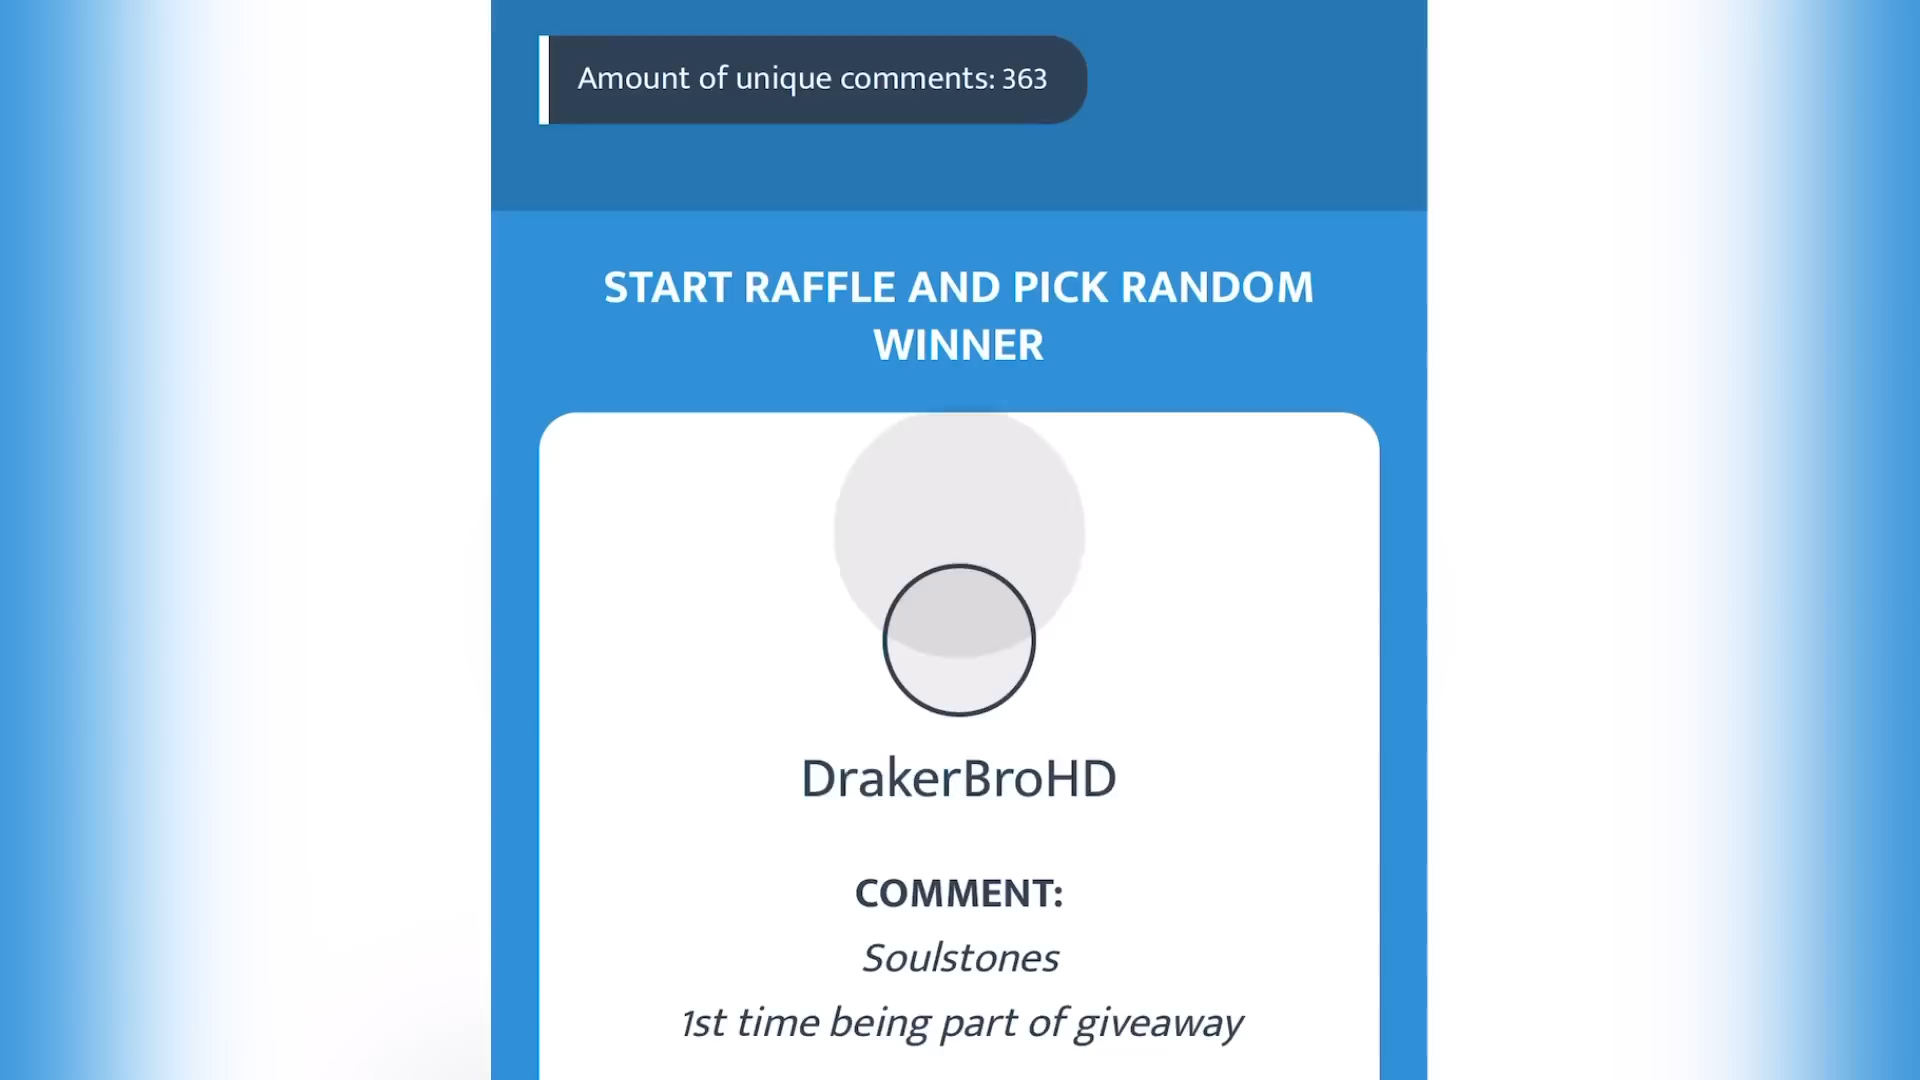 Amount of unique comments: 363
START RAFFLE AND PICK RANDOM
WINNER
DrakerBroHD
COMMENT:
Soulstones
1st time being part of giveaway